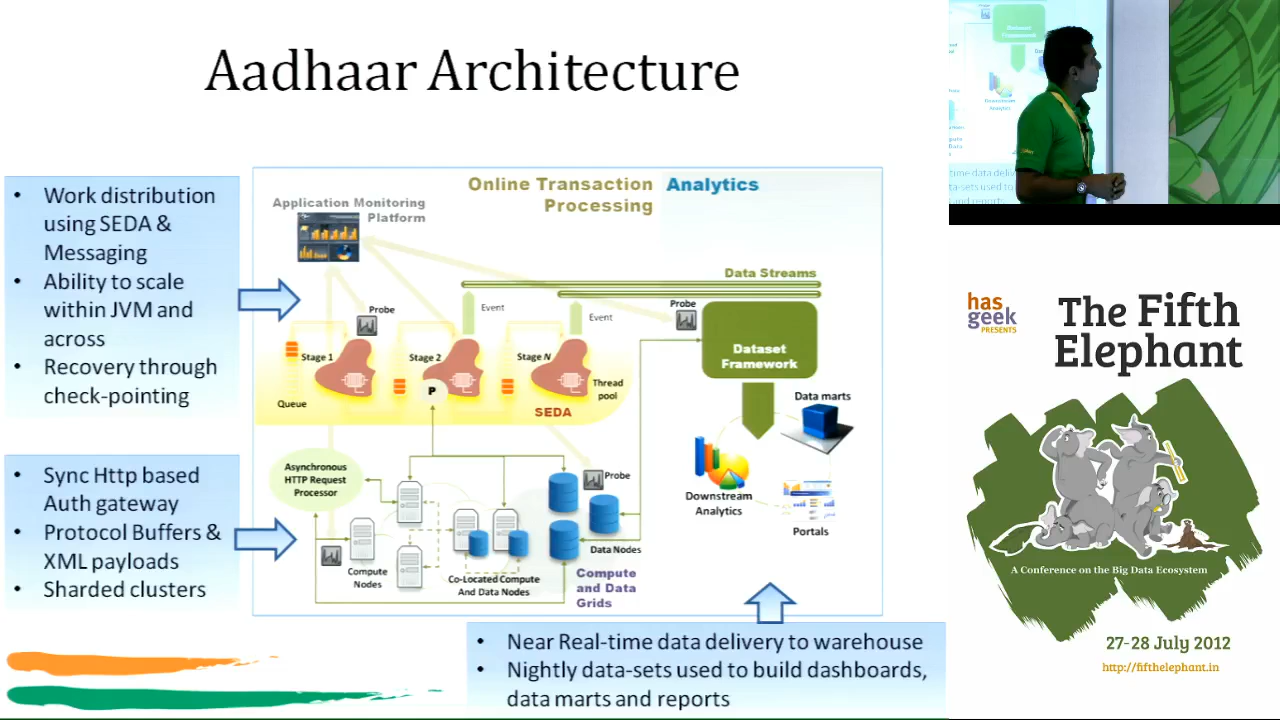 Aadhaar Architecture
• Work distribution
using SEDA &
Messaging
• Ability to scale
within JVM and
across
• Recovery through
check-pointing
• Sync Http based
Auth gateway
• Protocol Buffers &
XML payloads
• Sharded clusters
Online Transaction
Processing
Analytics
Application Monitoring
Platform
Data Streams
Probe
Event
Event
Probe
Stage 1
Stage 2
Stage N
Dataset
Framework
P
Thread
pool
Queue
SEDA
Data marts
Asynchronous
HTTP Request
Processor
Probe
Downstream
Analytics
Portals
Data Nodes
Compute
Nodes
Co-Located Compute
And Data Nodes
Compute
and Data
Grids
• Near Real-time data delivery to warehouse
• Nightly data-sets used to build dashboards,
data marts and reports
Dataset
Framework
Downstream
Analytics
has
geek
PRESENTS
The Fifth
Elephant
A Conference on the Big Data Ecosystem
27-28 July 2012
http://fifthelephant.in